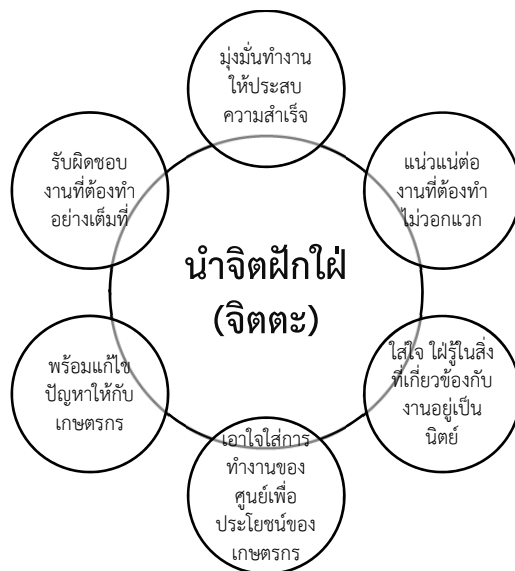 มุ่งมั่นทำงาน
ให้ประสบ
ความสำเร็จ
แน่วแน่ต่อ
งานที่ต้องทำ
ไม่วอกแวก
ใส่ใจ ใฝ่รู้ในสิ่ง
ที่เกี่ยวข้องกับ
งานอยู่เป็น
นิตย์
เอาใจใส่การ
ทำงานของ
ศูนย์เพื่อ
ประโยชน์ของ
เกษตรกร
พร้อมแก้ไข
ปัญหาให้กับ
เกษตรกร
รับผิดชอบ
งานที่ต้องทำ
อย่างเต็มที่
นำจิตฝักใฝ่
(จิตตะ)